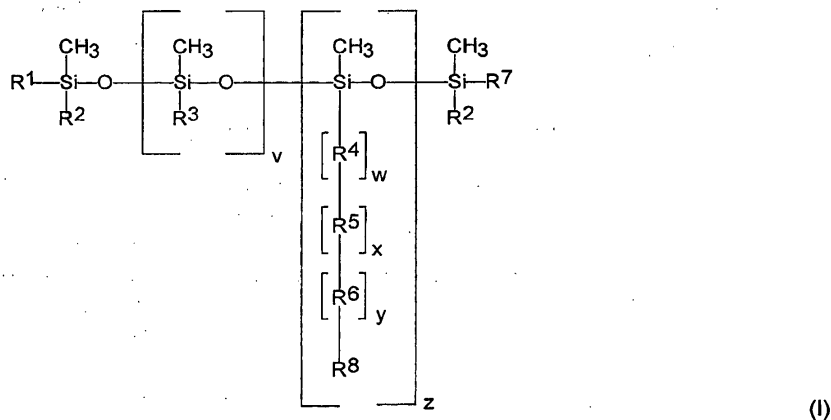 CH3 CH3 CH3 CH3
R1 Si O Si O Si O Si R7
R2 R3 R2
v
R4 w
R5 x
R6 y
R8
z
(I)